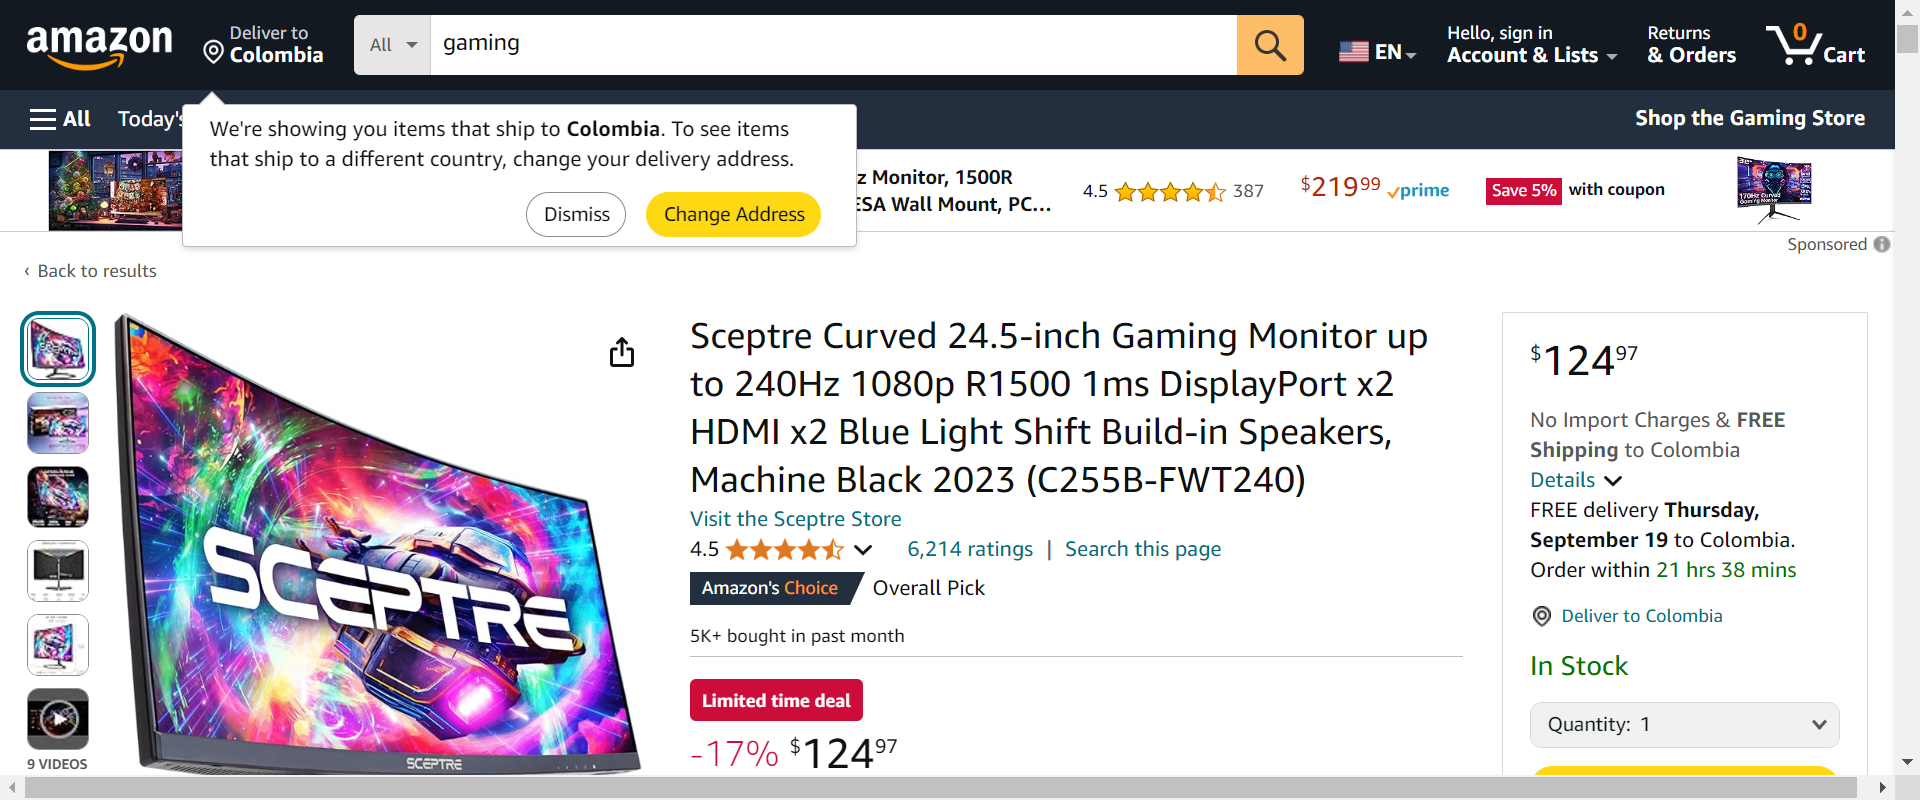 amazon
Deliver to
Colombia
All
gaming
EN
Hello, sign in
Account & Lists
Returns
& Orders
0
Cart
All
Today's
Shop the Gaming Store
We're showing you items that ship to Colombia. To see items
that ship to a different country, change your delivery address.
Dismiss
Change Address
z Monitor, 1500R
ESA Wall Mount, PC...
4.5
387
$219.99
prime
Save 5%
with coupon
Sponsored
‹ Back to results
9 VIDEOS
SCEPTRE
SCEPTRE
Sceptre Curved 24.5-inch Gaming Monitor up
to 240Hz 1080p R1500 1ms DisplayPort x2
HDMI x2 Blue Light Shift Build-in Speakers,
Machine Black 2023 (C255B-FWT240)
Visit the Sceptre Store
4.5
6,214 ratings | Search this page
Amazon's Choice
Overall Pick
5K+ bought in past month
Limited time deal
-17% $124 97
$124 97
No Import Charges & FREE
Shipping to Colombia
Details
FREE delivery Thursday,
September 19 to Colombia.
Order within 21 hrs 38 mins
Deliver to Colombia
In Stock
Quantity: 1